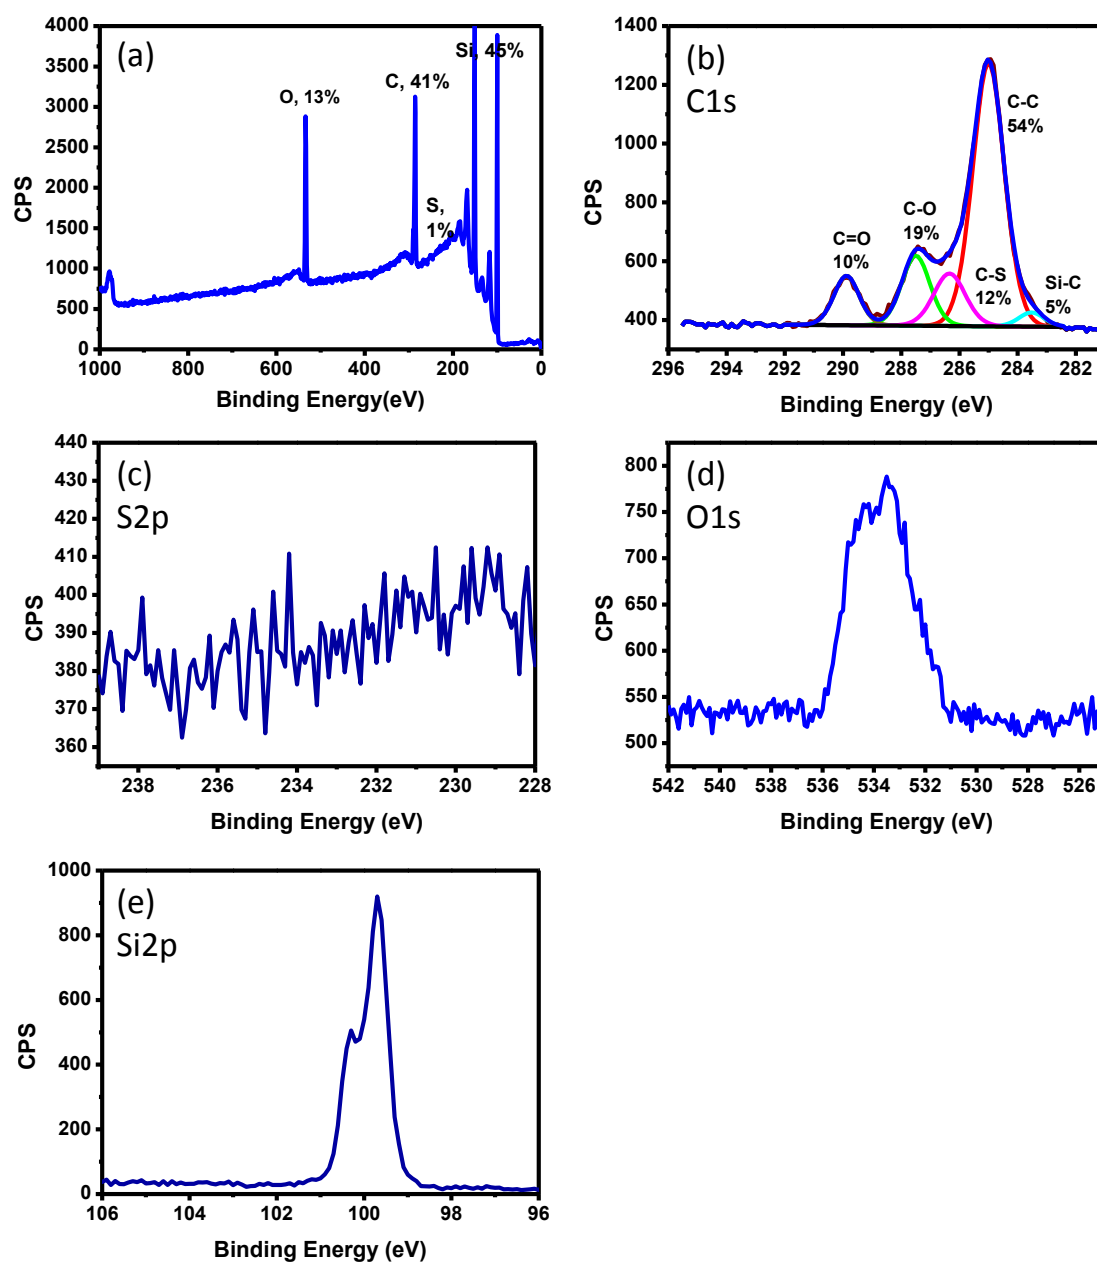 (a)
4000
3500
3000
2500
2000
1500
1000
500
0
CPS
O, 13%
C, 41%
S,
1%
Si, 45%
1000 800 600 400 200 0
Binding Energy(eV)
(b)
C1s
1400
1200
1000
800
600
400
CPS
C=O
10%
C-O
19%
C-C
54%
C-S
12%
Si-C
5%
296 294 292 290 288 286 284 282
Binding Energy (eV)
(c)
S2p
440
430
420
410
400
390
380
370
360
CPS
238 236 234 232 230 228
Binding Energy (eV)
(d)
O1s
800
750
700
650
600
550
500
CPS
542 540 538 536 534 532 530 528 526
Binding Energy (eV)
(e)
Si2p
1000
800
600
400
200
0
CPS
106 104 102 100 98 96
Binding Energy (eV)